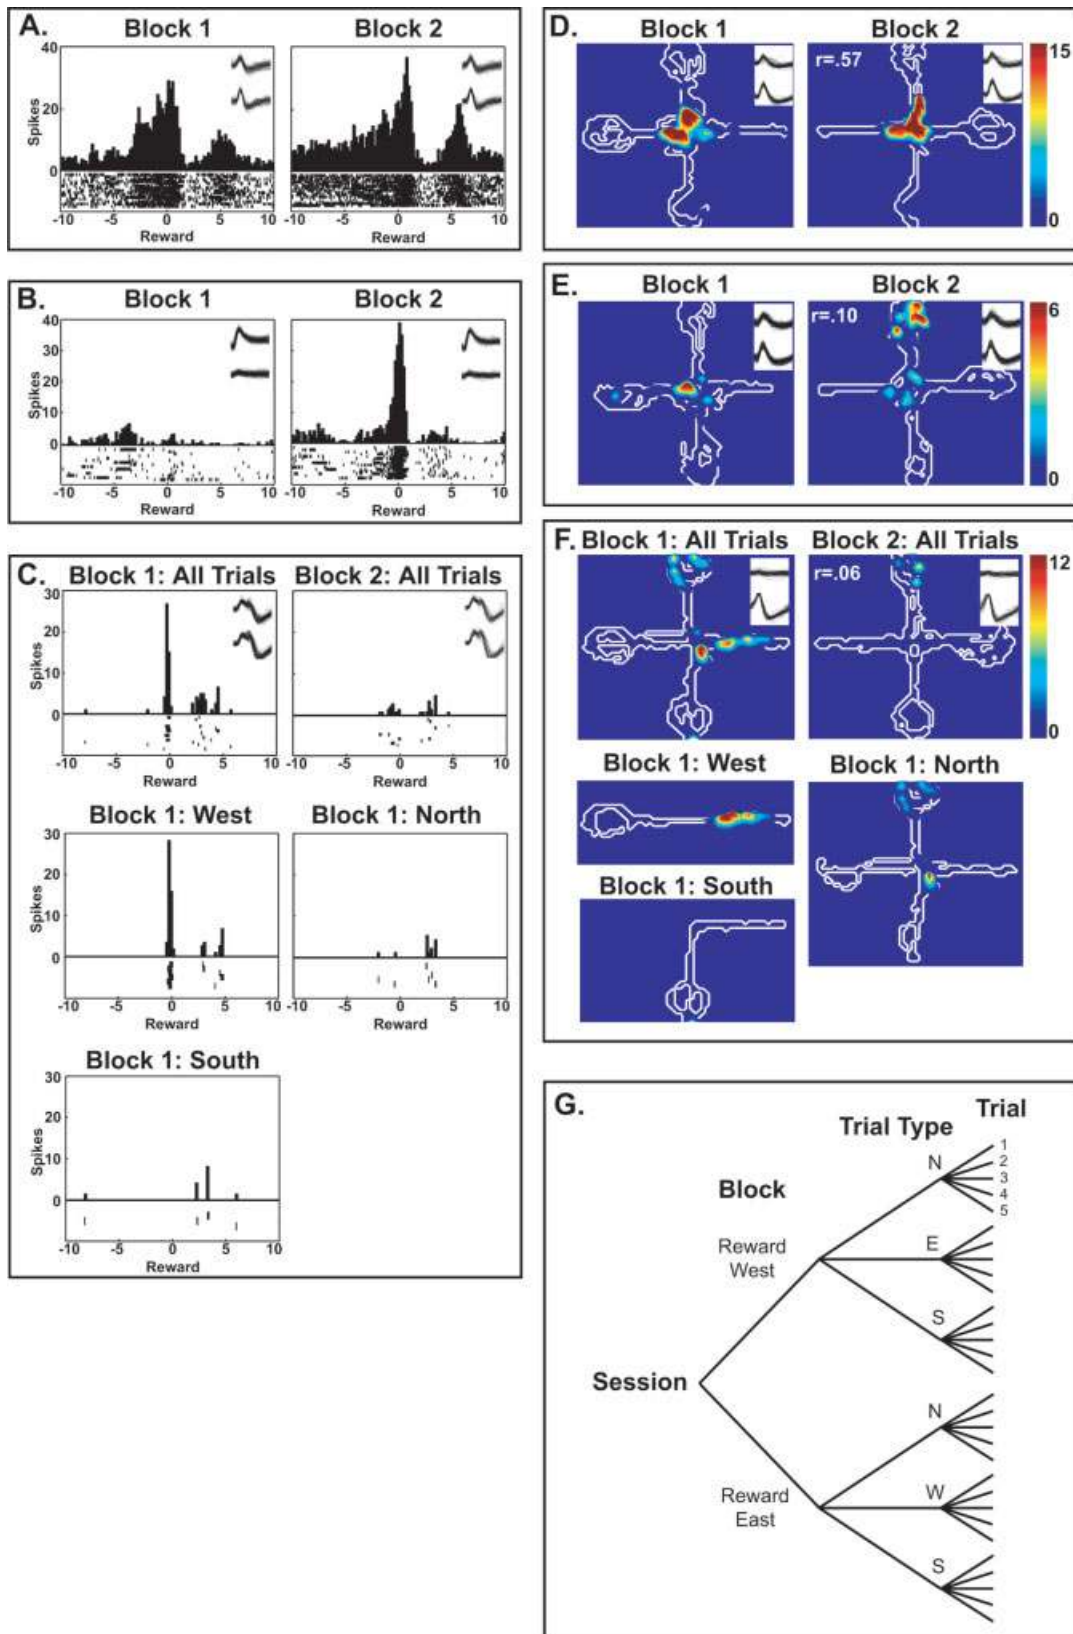 A.
Block 1
Block 2
40
20
0
Spikes
-10 -5 0 5 10
Reward
-10 -5 0 5 10
Reward
B.
Block 1
Block 2
40
30
20
10
0
Spikes
-10 -5 0 5 10
Reward
-10 -5 0 5 10
Reward
C.
Block 1: All Trials
Block 2: All Trials
30
20
10
0
Spikes
-10 -5 0 5 10
Reward
-10 -5 0 5 10
Reward
Block 1: West
Block 1: North
30
20
10
0
Spikes
-10 -5 0 5 10
Reward
-10 -5 0 5 10
Reward
Block 1: South
30
20
10
0
Spikes
-10 -5 0 5 10
Reward
D.
Block 1
Block 2
r=.57
15
0
E.
Block 1
Block 2
r=.10
6
0
F.
Block 1: All Trials
Block 2: All Trials
r=.06
12
0
Block 1: West
Block 1: North
Block 1: South
G.
Trial
Trial Type
Block
N
1
2
3
4
5
Reward
West
E
S
Session
N
Reward
East
W
S